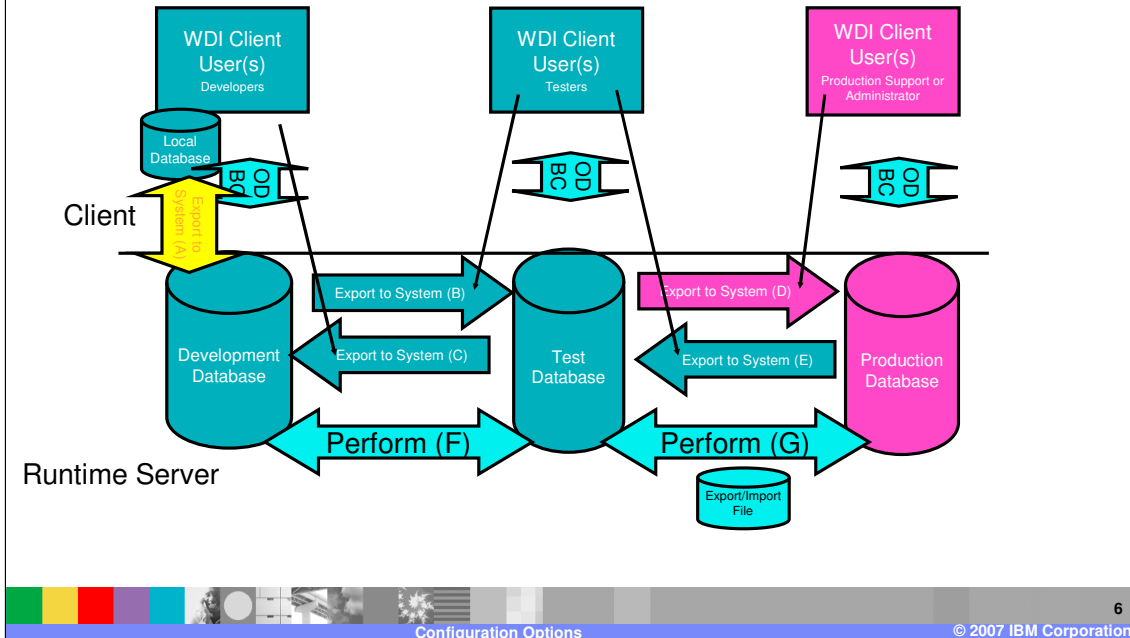 WDI Client
User(s)
Developers
WDI Client
User(s)
Testers
WDI Client
User(s)
Production Support or
Administrator
Local
Database
OD
BC
OD
BC
OD
BC
Client
Export to
System (A)
Export to System (B)
Export to System (D)
Export to System (C)
Export to System (E)
Development
Database
Test
Database
Production
Database
Perform (F)
Perform (G)
Runtime Server
Export/Import
File
6
Configuration Options
© 2007 IBM Corporation